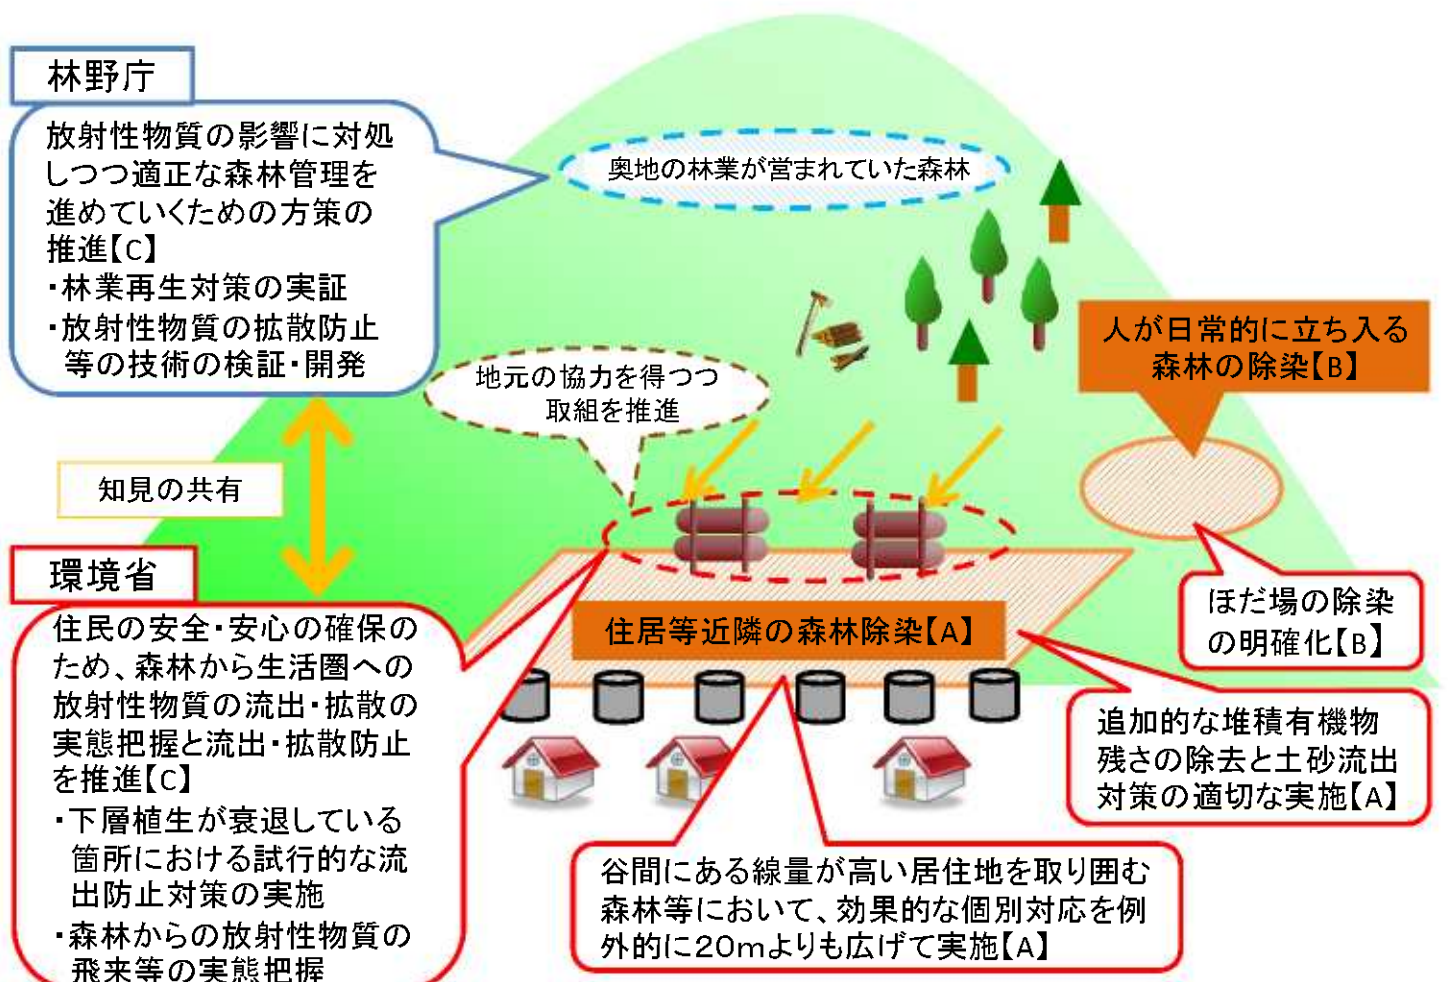 林野庁
放射性物質の影響に対処
しつつ適正な森林管理を
進めていくための方策の
推進【C】
・林業再生対策の実証
・放射性物質の拡散防止
等の技術の検証・開発
奥地の林業が営まれていた森林
人が日常的に立ち入る
森林の除染【B】
地元の協力を得つつ
取組を推進
知見の共有
環境省
住民の安全・安心の確保の
ため、森林から生活圏への
放射性物質の流出・拡散の
実態把握と流出・拡散防止
を推進【C】
・下層植生が衰退している
箇所における試行的な流
出防止対策の実施
・森林からの放射性物質の
飛来等の実態把握
住居等近隣の森林除染【A】
ほだ場の除染
の明確化【B】
追加的な堆積有機物
残さの除去と土砂流出
対策の適切な実施【A】
谷間にある線量が高い居住地を取り囲む
森林等において、効果的な個別対応を例
外的に20mよりも広げて実施【A】